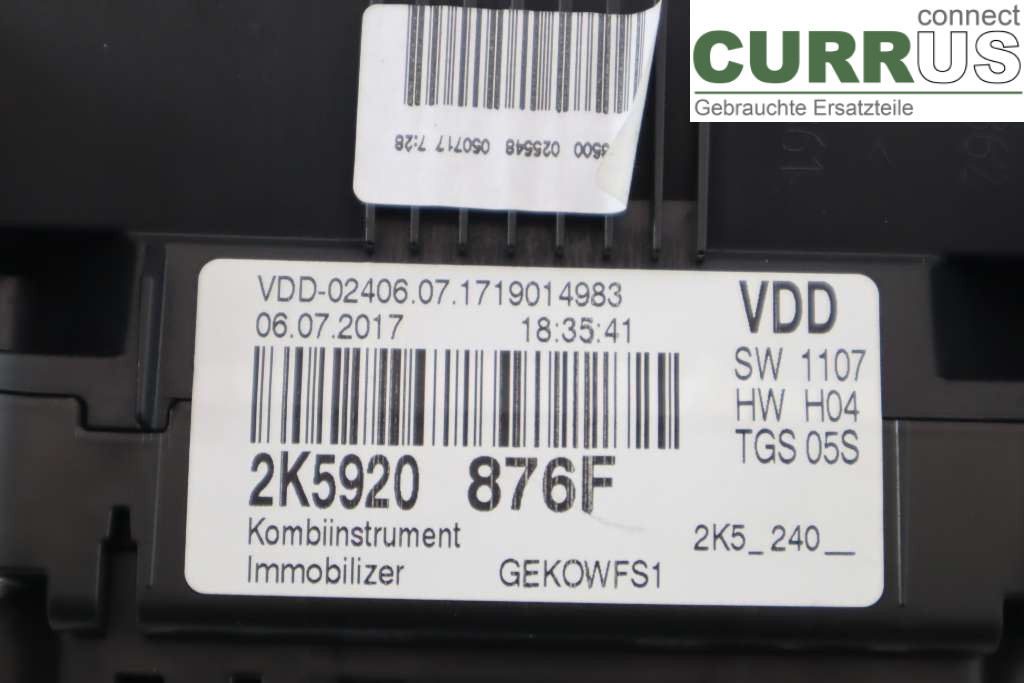 connect
CURRUS
Gebrauchte Ersatzteile
3500 025548 050717 7:28
VDD-02406.07.1719014983
06.07.2017 18:35:41
VDD
SW 1107
HW H04
TGS 05S
2K5920 876F
Kombiinstrument
2K5_240__
Immobilizer GEKOWFS1